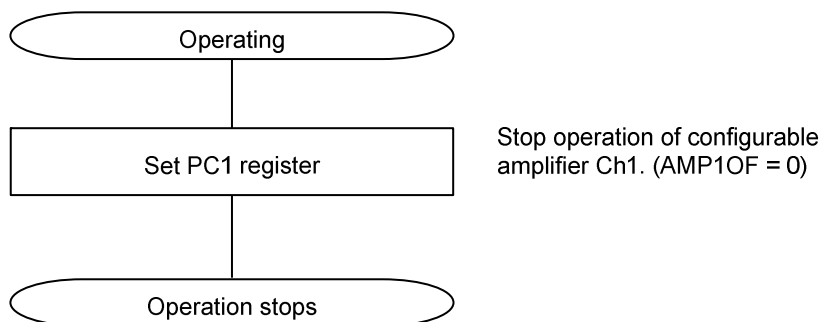 Operating
Set PC1 register
Stop operation of configurable
amplifier Ch1. (AMP1OF = 0)
Operation stops